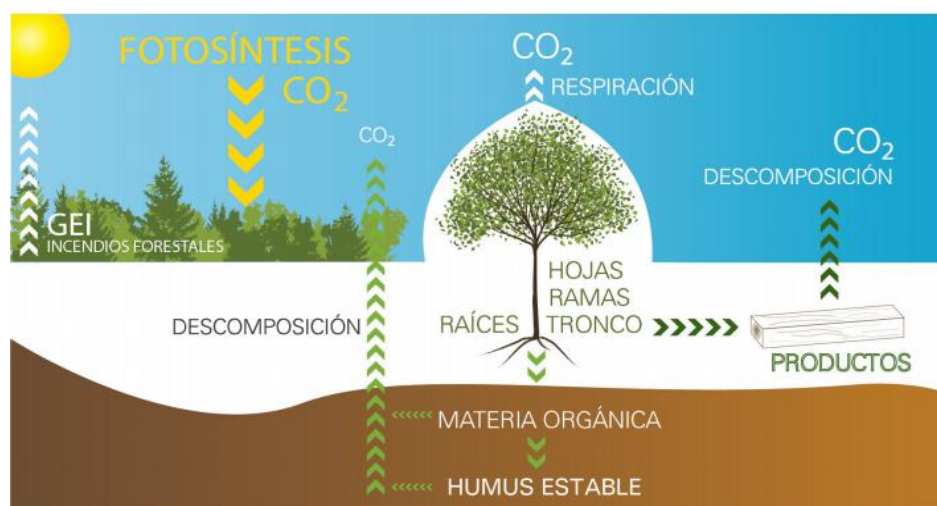 FOTOSÍNTESIS
CO₂
CO₂
RESPIRACIÓN
CO₂
CO₂
DESCOMPOSICIÓN
GEI
INCENDIOS FORESTALES
DESCOMPOSICIÓN
HOJAS
RAMAS
RAÍCES TRONCO
PRODUCTOS
MATERIA ORGÁNICA
HUMUS ESTABLE